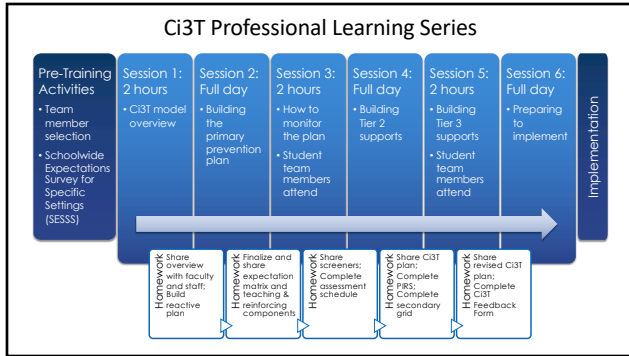 Ci3T Professional Learning Series
Pre-Training
Activities
• Team
member
selection
• Schoolwide
Expectations
Survey for
Specific
Settings
(SESSS)
Session 1:
2 hours
• Ci3T model
overview
Session 2:
Full day
• Building
the
primary
prevention
plan
Session 3:
2 hours
• How to
monitor
the plan
• Student
team
members
attend
Session 4:
Full day
• Building
Tier 2
supports
Session 5:
2 hours
• Building
Tier 3
supports
• Student
team
members
attend
Session 6:
Full day
• Preparing
to
implement
Implementation
Homework
Share
overview
with faculty
and staff;
Build
reactive
plan
Homework
Finalize and
share
expectation
matrix and
teaching &
reinforcing
components
Homework
Share
screeners;
Complete
assessment
schedule
Homework
Share Ci3T
plan;
Complete
PIRS;
Complete
secondary
grid
Homework
Share
revised Ci3T
plan;
Complete
Ci3T
Feedback
Form